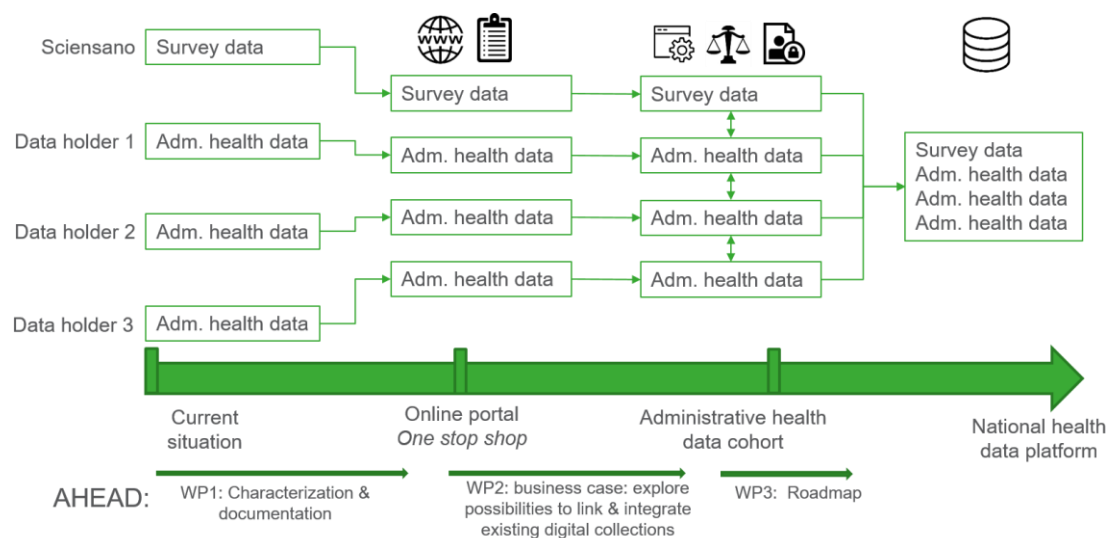 Sciensano
Survey data
WWW
Survey data
Survey data
Data holder 1
Adm. health data
Adm. health data
Adm. health data
Survey data
Adm. health data
Adm. health data
Adm. health data
Data holder 2
Adm. health data
Adm. health data
Adm. health data
Data holder 3
Adm. health data
Adm. health data
Adm. health data
Current
situation
Online portal
One stop shop
Administrative health
data cohort
National health
data platform
AHEAD:
WP1: Characterization &
documentation
WP2: business case: explore
possibilities to link & integrate
existing digital collections
WP3: Roadmap